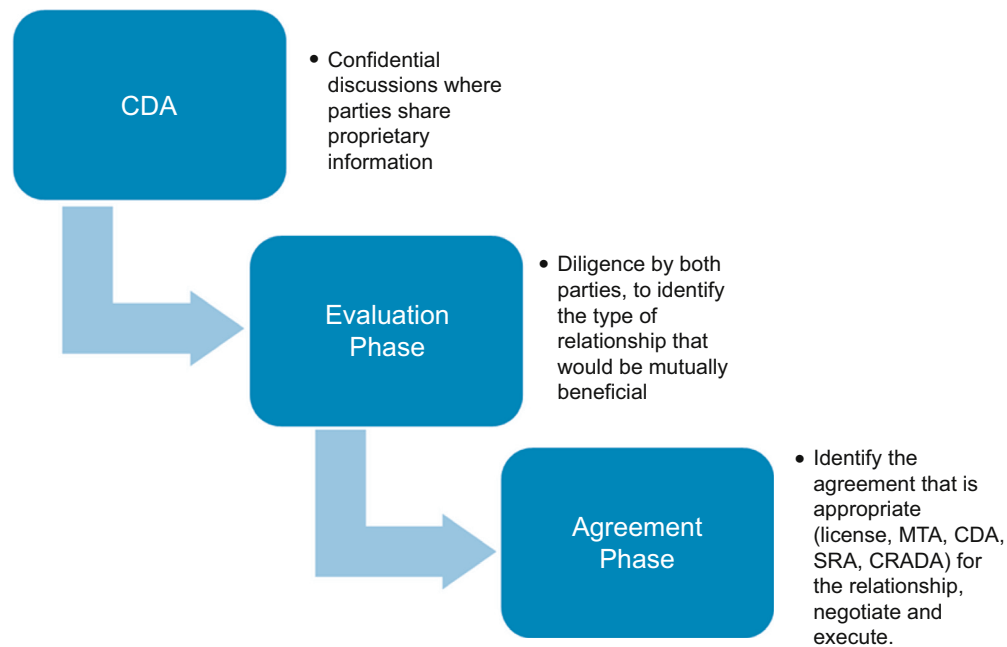 CDA
• Confidential
discussions where
parties share
proprietary
information
Evaluation
Phase
• Diligence by both
parties, to identify
the type of
relationship that
would be mutually
beneficial
Agreement
Phase
• Identify the
agreement that is
appropriate
(license, MTA, CDA,
SRA, CRADA) for
the relationship,
negotiate and
execute.